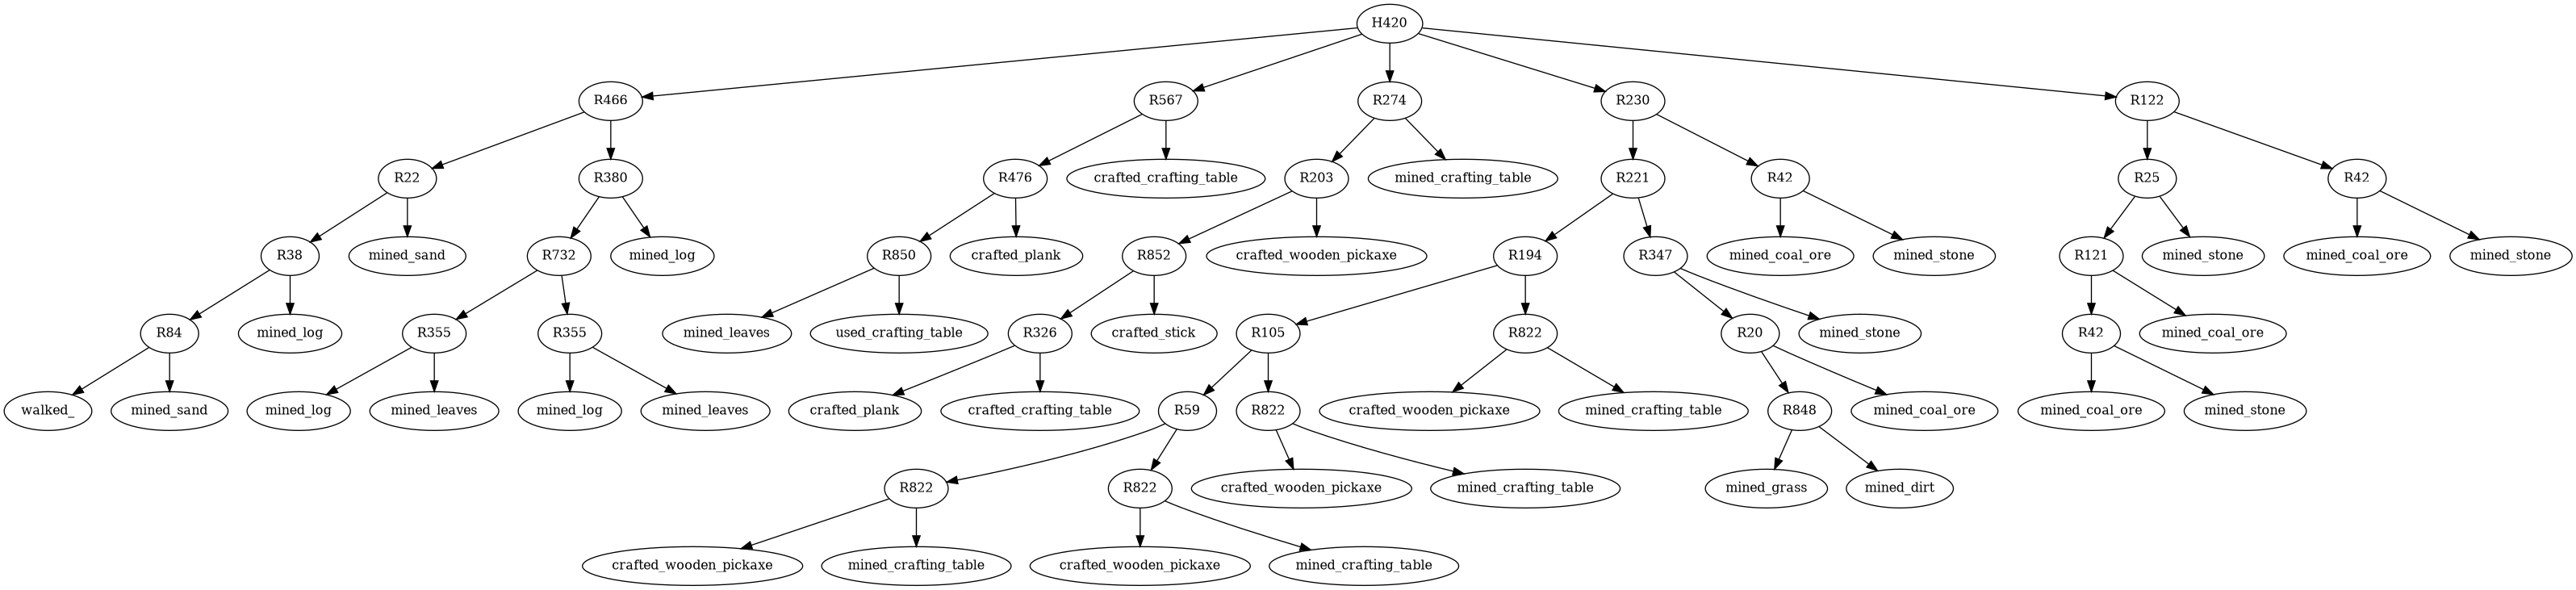 H420
R466 R567 R274 R230 R122
R22 R380 R476 crafted_crafting_table R203 mined_crafting_table R221 R42 R25 R42
R38 mined_sand R732 mined_log R850 crafted_plank R852 crafted_wooden_pickaxe R194 R347 mined_coal_ore mined_stone R121 mined_stone mined_coal_ore mined_stone
R84 mined_log R355 R355 mined_leaves used_crafting_table R326 crafted_stick R105 R822 R20 mined_stone R42 mined_coal_ore
walked_ mined_sand mined_log mined_leaves mined_log mined_leaves crafted_plank crafted_crafting_table R59 R822 crafted_wooden_pickaxe mined_crafting_table R848 mined_coal_ore mined_coal_ore mined_stone
R822 R822 crafted_wooden_pickaxe mined_crafting_table mined_grass mined_dirt
crafted_wooden_pickaxe mined_crafting_table crafted_wooden_pickaxe mined_crafting_table